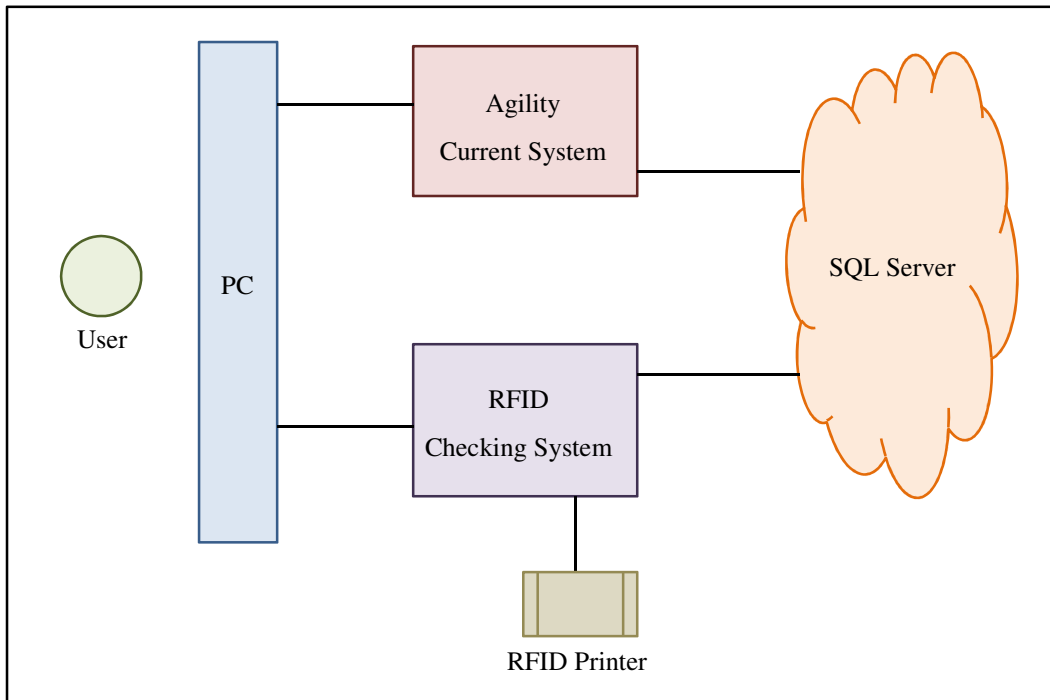 Agility
Current System
SQL Server
PC
User
RFID
Checking System
RFID Printer